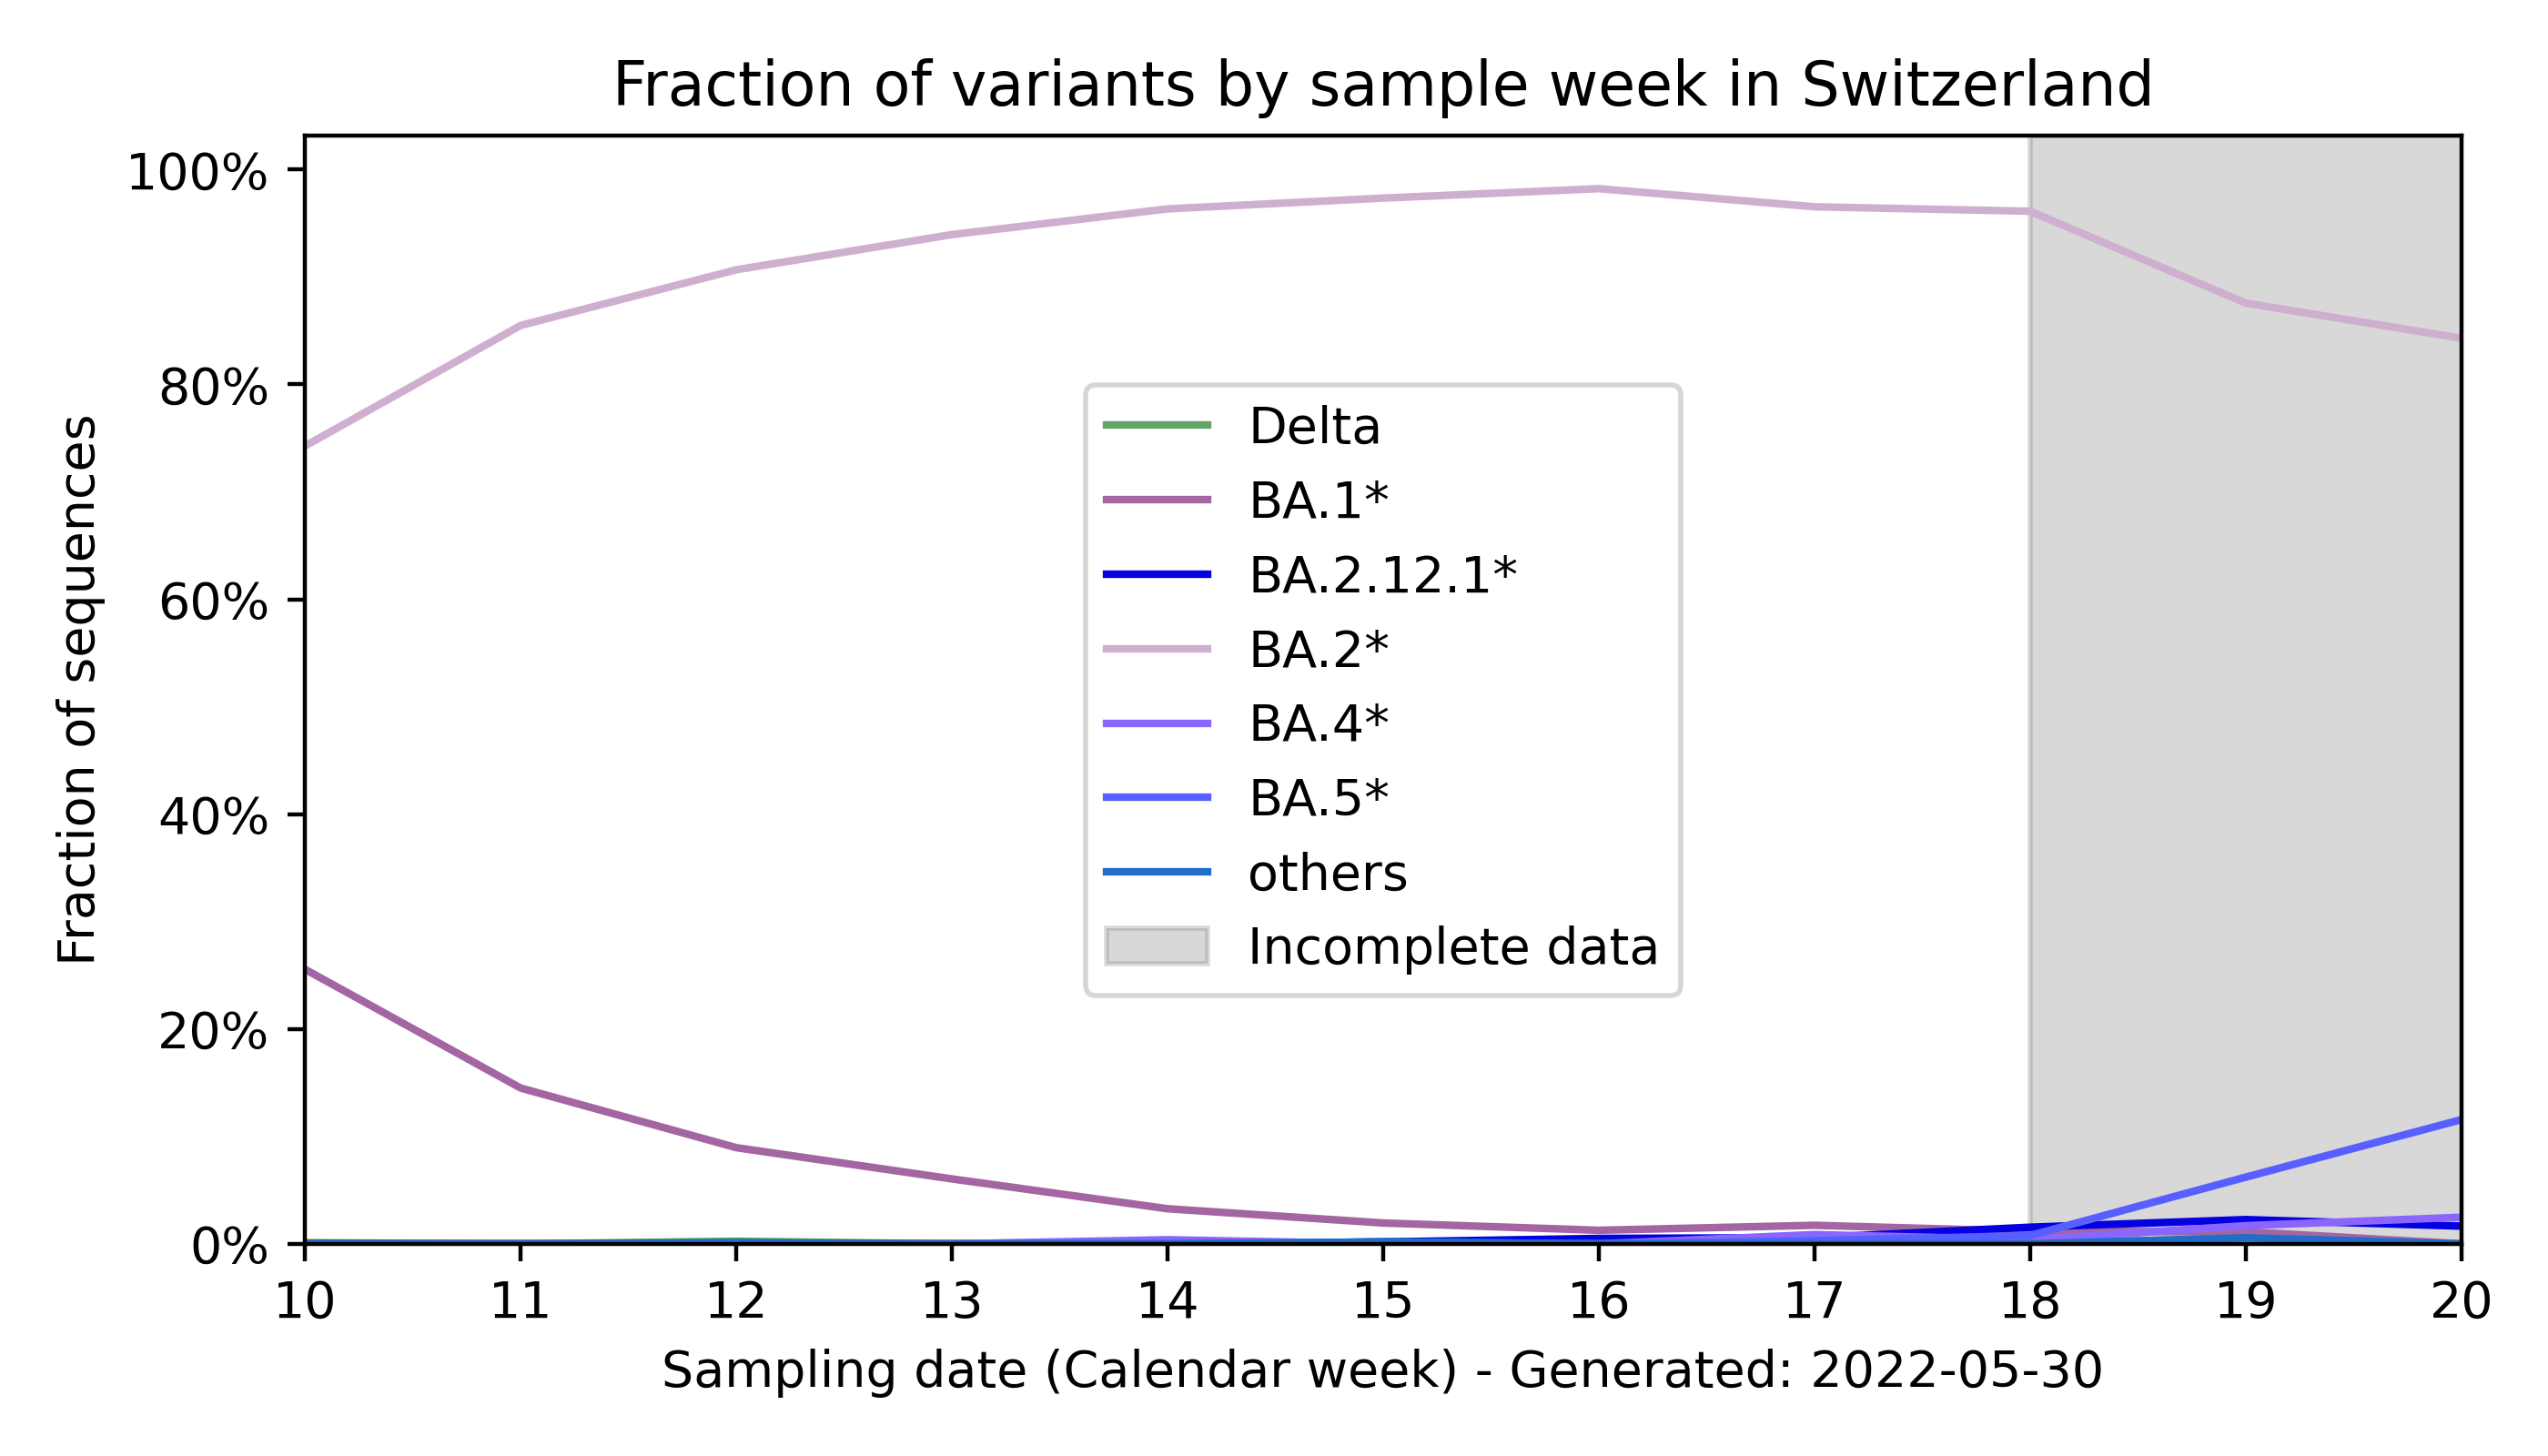 Fraction of variants by sample week in Switzerland
100%
80%
60%
40%
20%
0%
Fraction of sequences
Delta
BA.1*
BA.2.12.1*
BA.2*
BA.4*
BA.5*
others
Incomplete data
10 11 12 13 14 15 16 17 18 19 20
Sampling date (Calendar week) - Generated: 2022-05-30